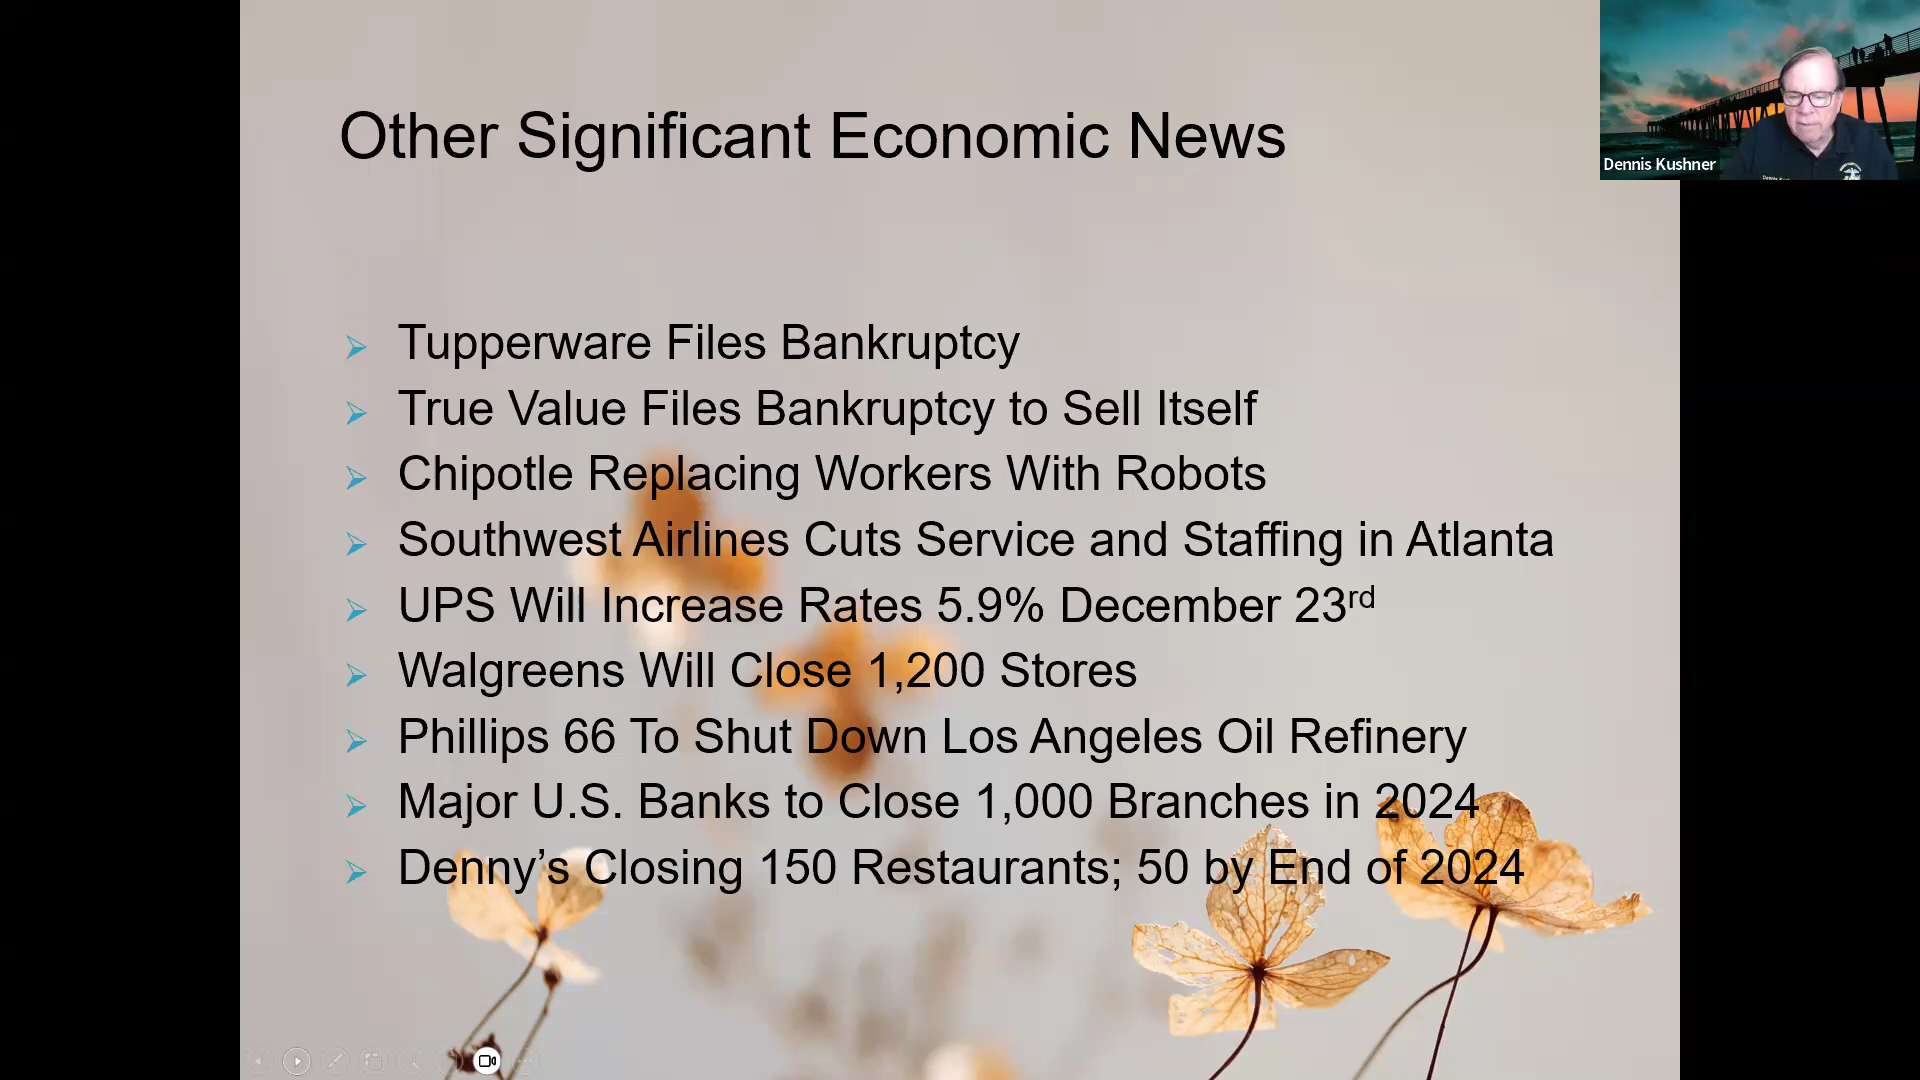 Other Significant Economic News
Dennis Kushner
Tupperware Files Bankruptcy
True Value Files Bankruptcy to Sell Itself
Chipotle Replacing Workers With Robots
Southwest Airlines Cuts Service and Staffing in Atlanta
UPS Will Increase Rates 5.9% December 23rd
Walgreens Will Close 1,200 Stores
Phillips 66 To Shut Down Los Angeles Oil Refinery
Major U.S. Banks to Close 1,000 Branches in 2024
Denny’s Closing 150 Restaurants; 50 by End of 2024